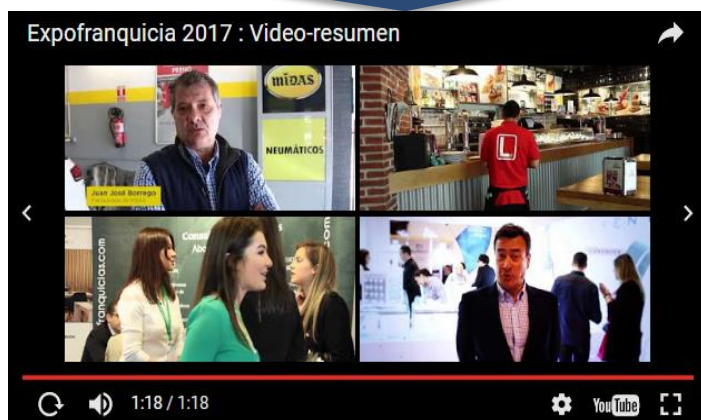 Expofranquicia 2017 : Video-resumen
MIDAS
NEUMÁTICOS
Juan José Borrego
L
franquicias.com
1:18 / 1:18
YouTube